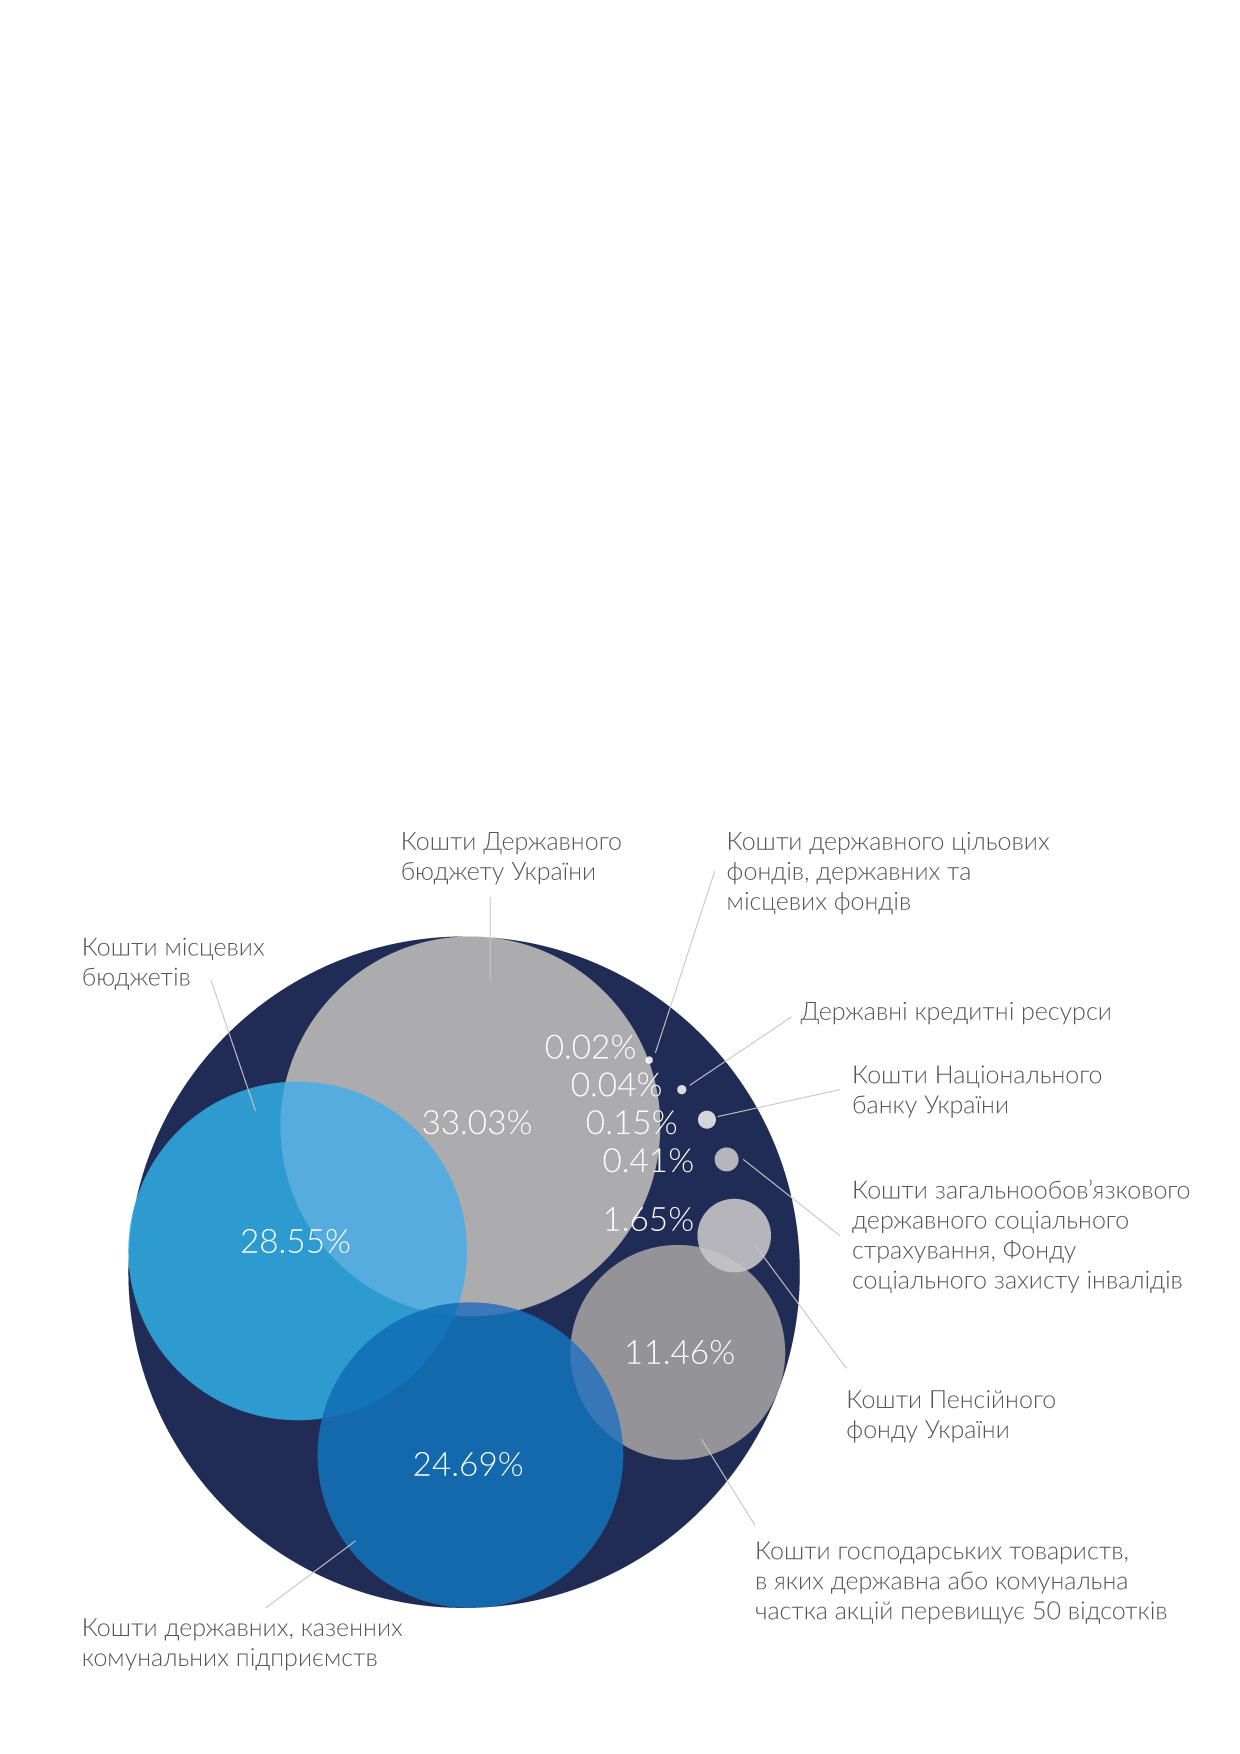 Кошти Державного
бюджету України
Кошти державного цільових
фондів, державних та
місцевих фондів
Кошти місцевих
бюджетів
Державні кредитні ресурси
0.02%
0.04%
33.03%
0.15%
0.41%
Кошти Національного
банку України
Кошти загальнообов’язкового
державного соціального
страхування, Фонду
соціального захисту інвалідів
1.65%
28.55%
11.46%
Кошти Пенсійного
фонду України
24.69%
Кошти господарських товариств,
в яких державна або комунальна
частка акцій перевищує 50 відсотків
Кошти державних, казенних
комунальних підприємств